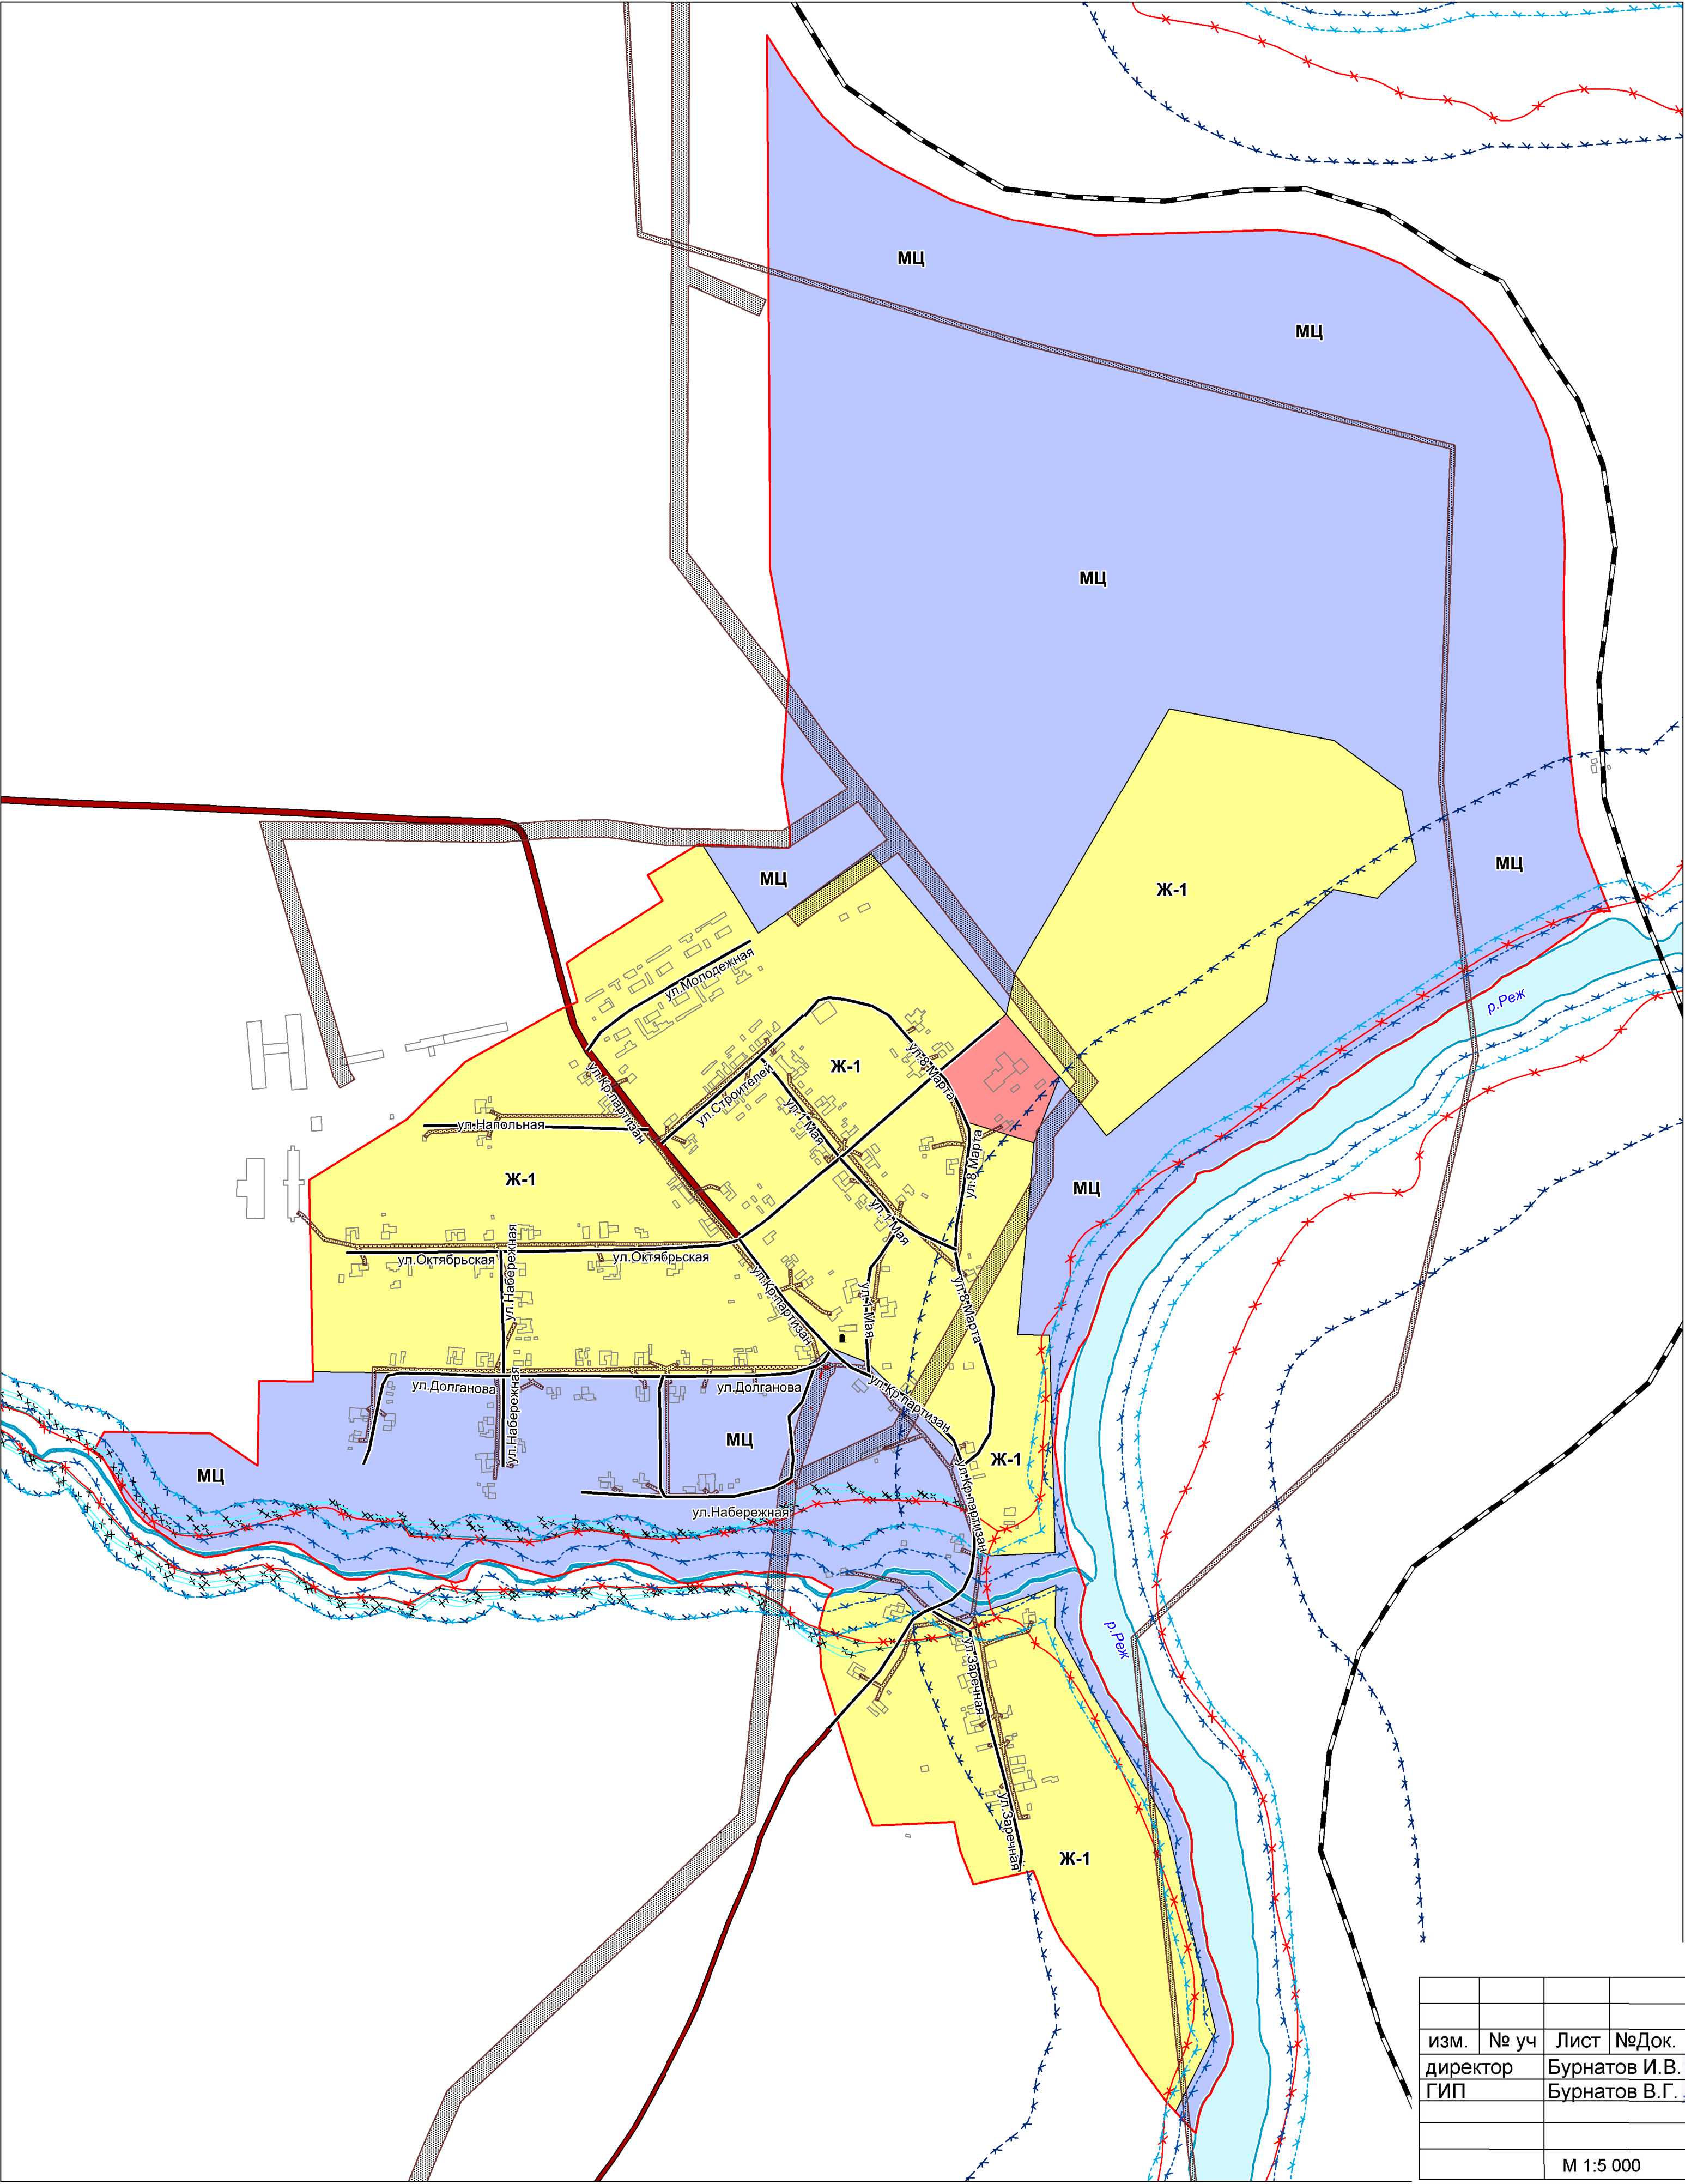 МЦ
МЦ
МЦ
МЦ
МЦ
Ж-1
ул.Молодежная
р.Реж
ул.8 Марта
Ж-1
ул.Строителей
ул.Кр.партизан
ул.1 Мая
ул.Напольная
ул.8 Марта
Ж-1
МЦ
ул.1 Мая
ул.Октябрьская
ул.Набережная
ул.Октябрьская
ул.Кр.партизан
ул.1 Мая
ул.8 Марта
ул.Долганова
ул.Долганова
ул.Набережная
ул.Кр.партизан
МЦ
Ж-1
МЦ
ул.Набережная
ул.Кр.партизан
р.Реж
ул.Заречная
ул.Заречная
Ж-1
изм. № уч Лист №Док.
директор Бурнатов И.В.
ГИП Бурнатов В.Г.
М 1:5 000